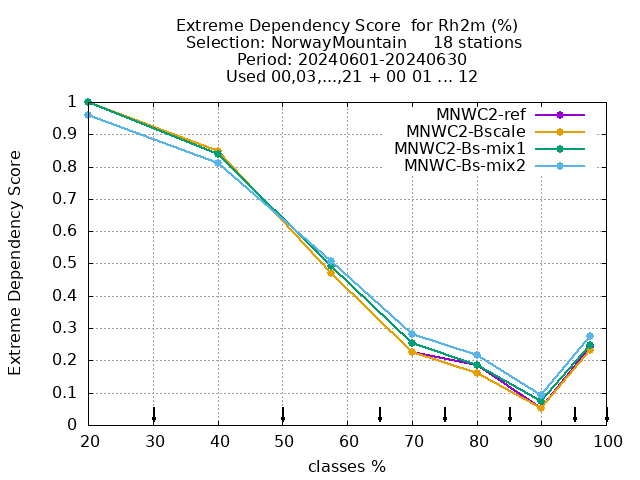 Extreme Dependency Score  for Rh2m (%)
Selection: NorwayMountain     18 stations
Period: 20240601-20240630
Used 00,03,...,21 + 00 01 ... 12
MNWC2-ref
MNWC2-Bscale
MNWC2-Bs-mix1
MNWC-Bs-mix2
Extreme Dependency Score
1
0.9
0.8
0.7
0.6
0.5
0.4
0.3
0.2
0.1
0
20 30 40 50 60 70 80 90 100
classes %